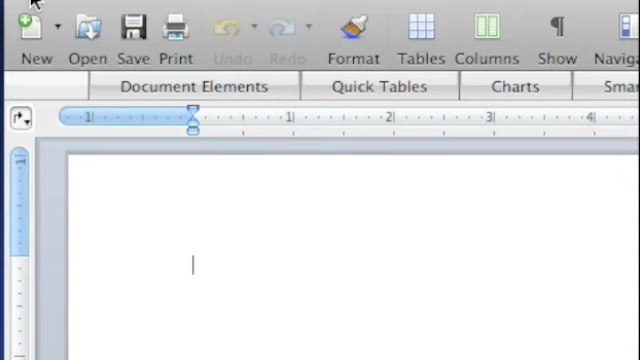 New Open Save Print Undo Redo Format Tables Columns Show Naviga
Document Elements Quick Tables Charts Smar
1 1 2 3 4
1